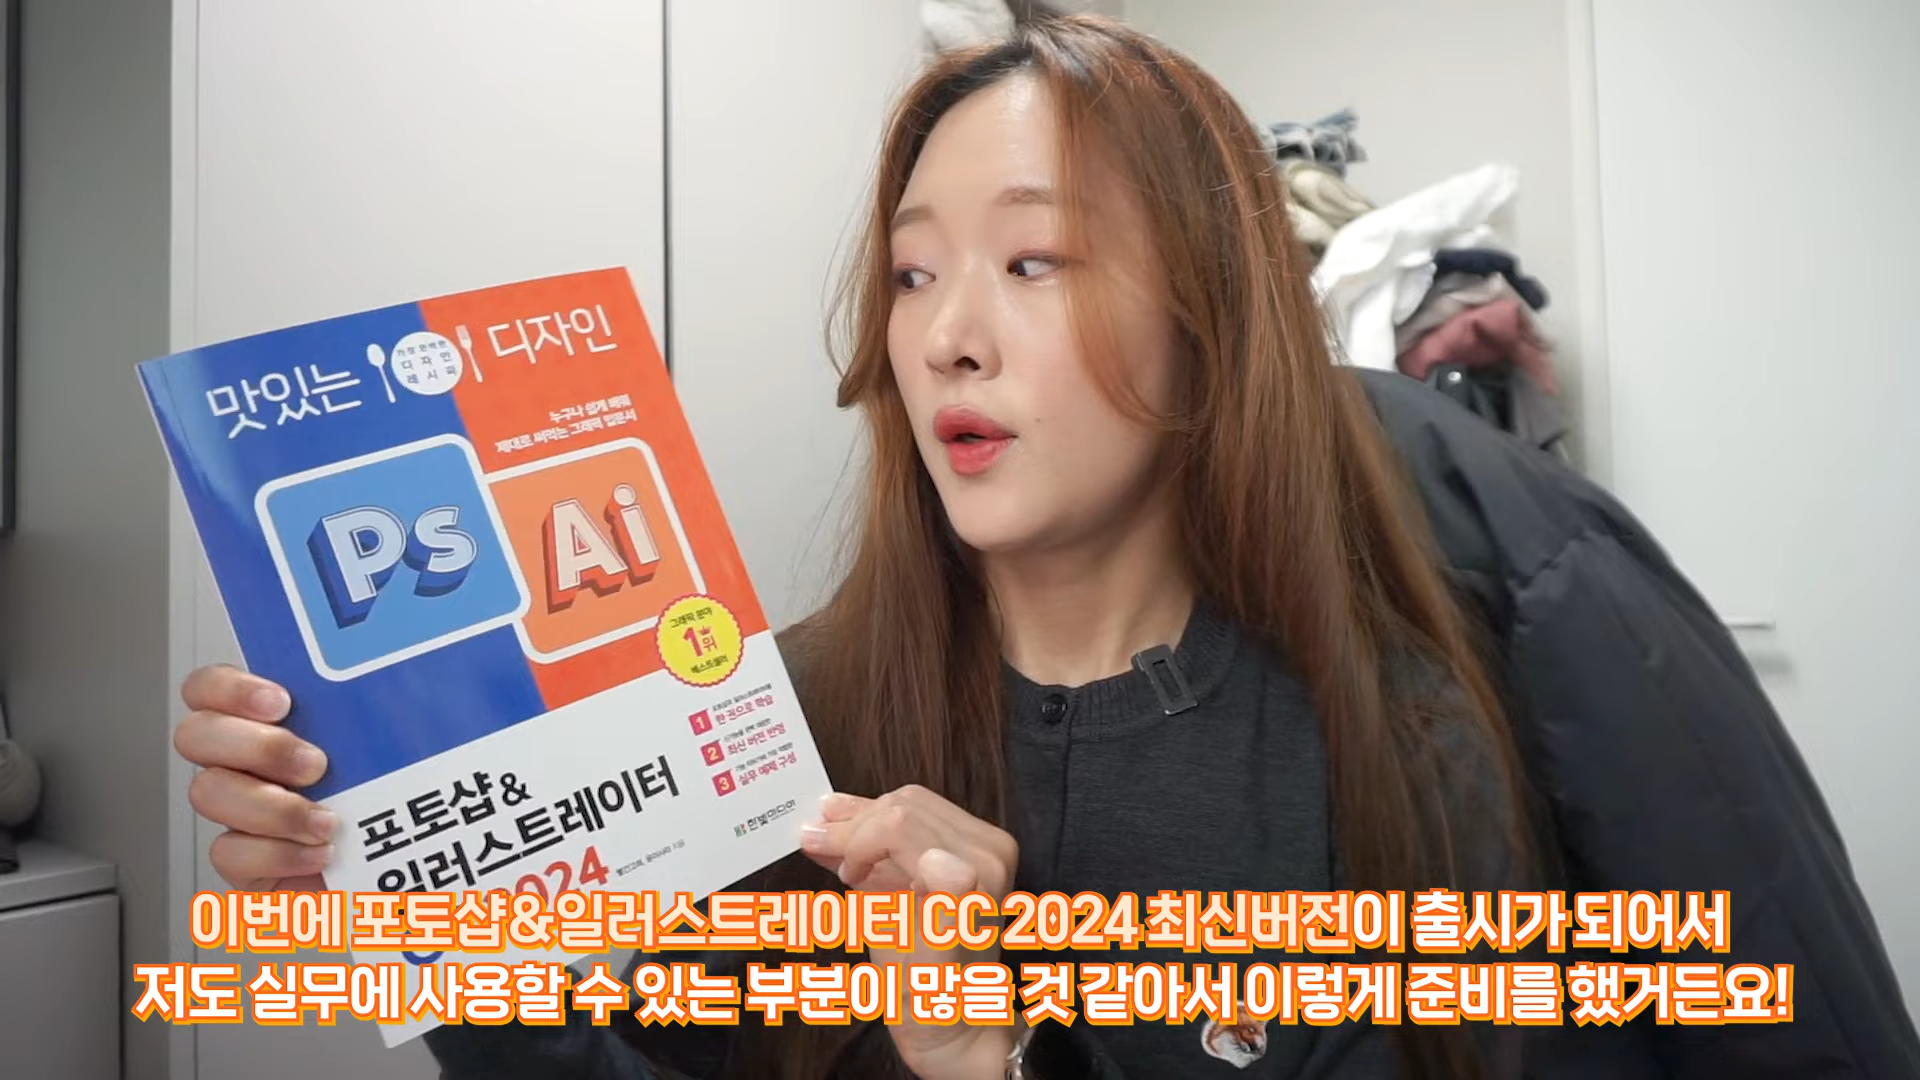 맛있는 디자인
가장 완벽한
디자인
레시피
누구나 쉽게 배워
제대로 써먹는 그래픽 입문서
Ps
Ai
그래픽 분야
1위
베스트셀러
1 한 권으로 학습
2 최신 버전 반영
3 실무 예제 구성
포토샵 &
일러스트레이터
2024
한빛미디어
이번에 포토샵&일러스트레이터 CC 2024 최신버전이 출시가 되어서
저도 실무에 사용할 수 있는 부분이 많을 것 같아서 이렇게 준비를 했거든요!